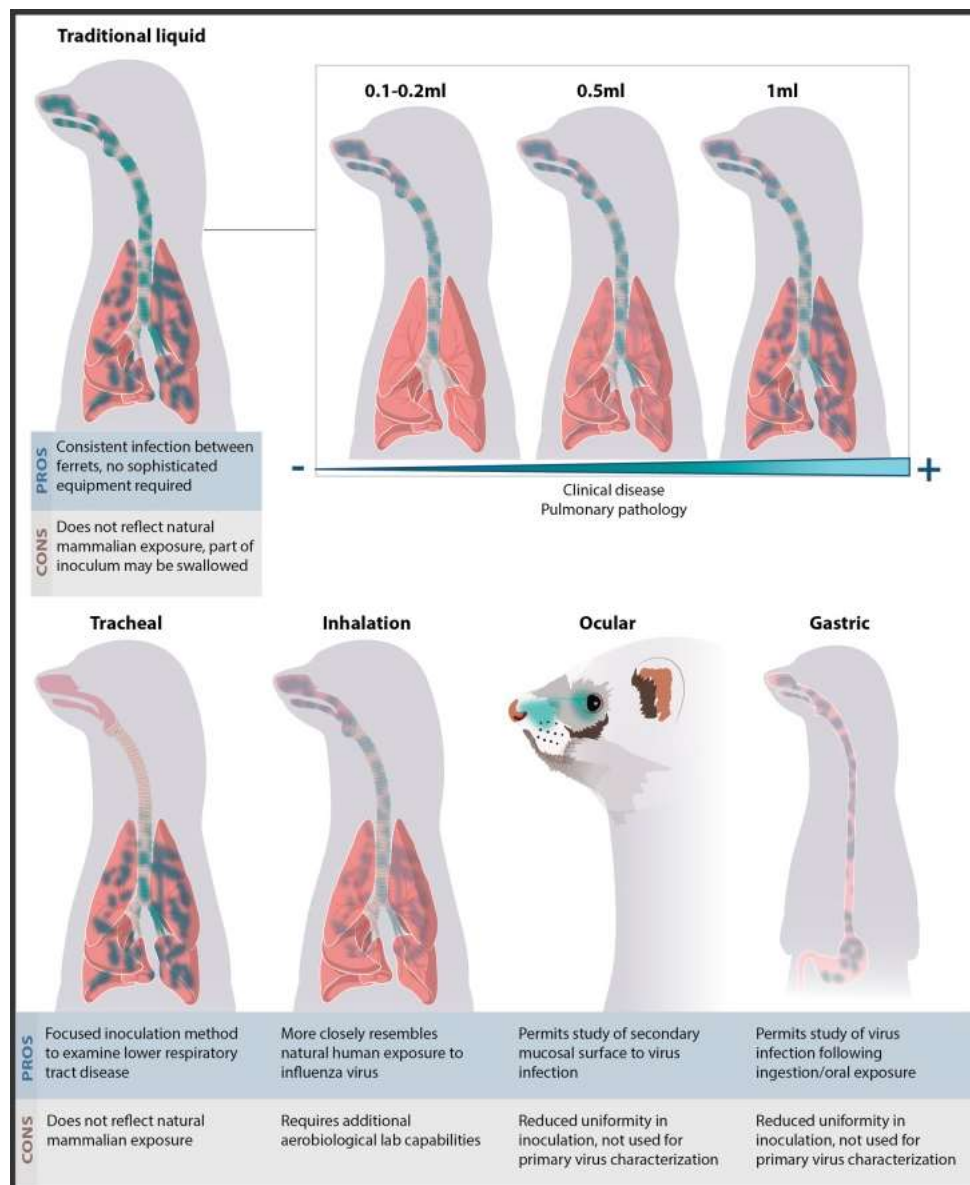 Traditional liquid
0.1-0.2ml
0.5ml
1ml
PROS
Consistent infection between
ferrets, no sophisticated
equipment required
CONS
Does not reflect natural
mammalian exposure, part of
inoculum may be swallowed
-
+
Clinical disease
Pulmonary pathology
Tracheal
Inhalation
Ocular
Gastric
PROS
Focused inoculation method
to examine lower respiratory
tract disease
More closely resembles
natural human exposure to
influenza virus
Permits study of secondary
mucosal surface to virus
infection
Permits study of virus
infection following
ingestion/oral exposure
CONS
Does not reflect natural
mammalian exposure
Requires additional
aerobiological lab capabilities
Reduced uniformity in
inoculation, not used for
primary virus characterization
Reduced uniformity in
inoculation, not used for
primary virus characterization